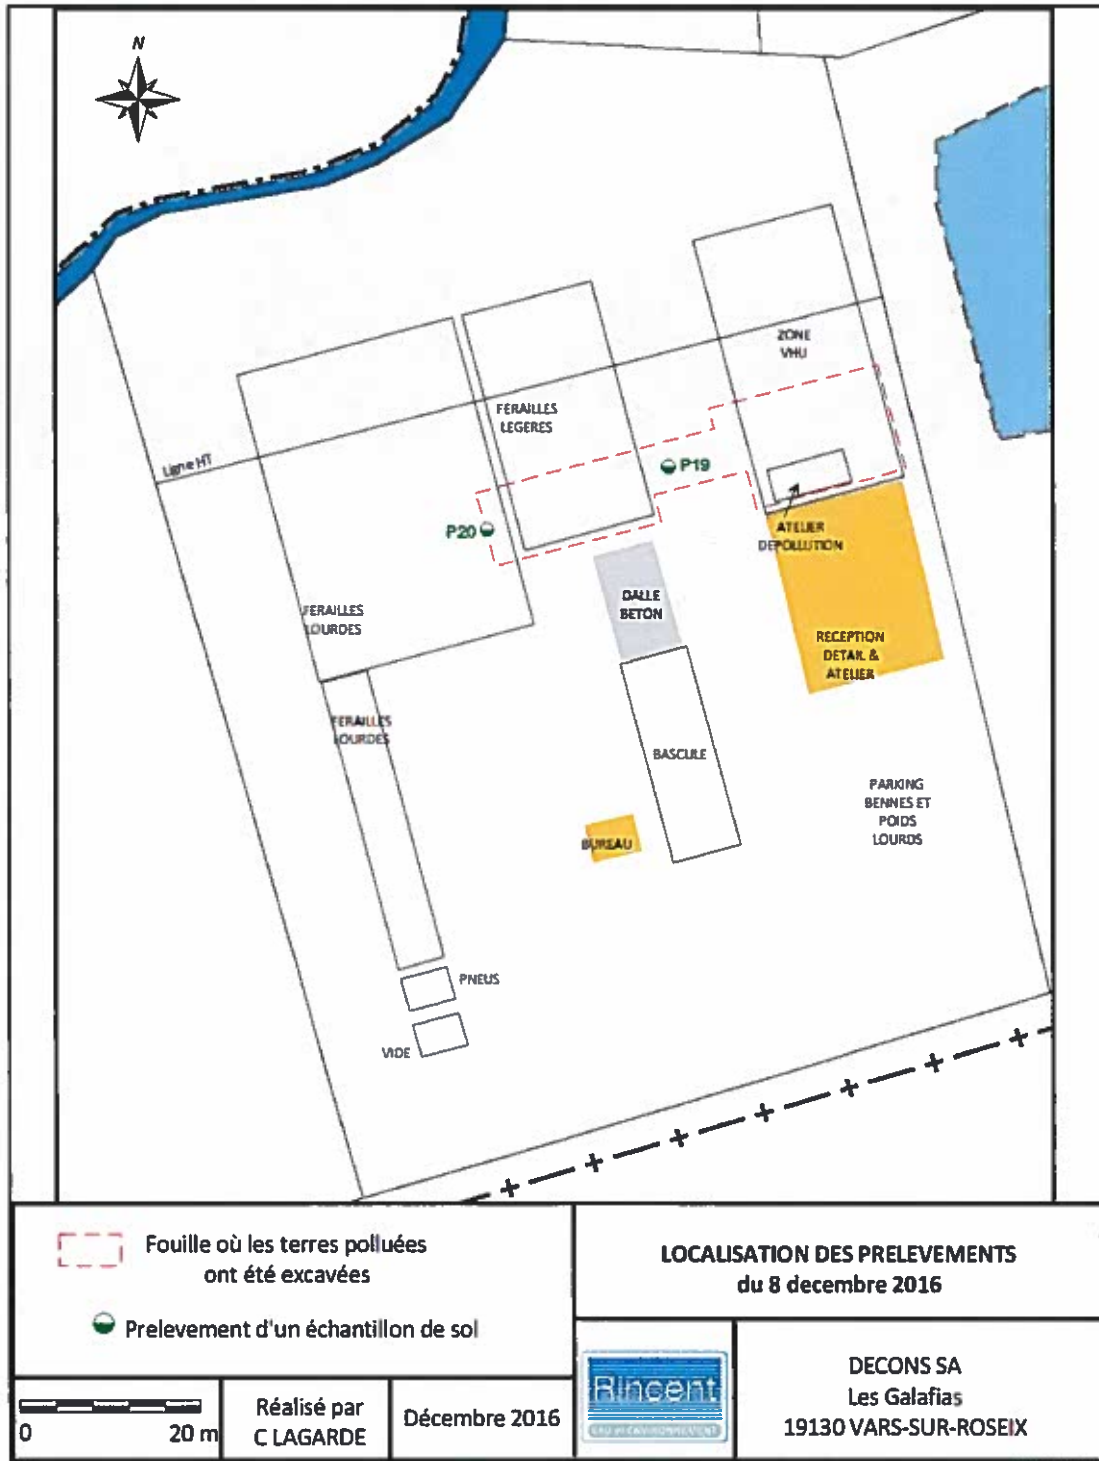 N
ZONE
VHU
FERAILLES
LEGERES
Ligne HT
P19
P20
ATELIER
DEPOLLUTION
DALLE
BETON
FERAILLES
LOURDES
RECEPTION
DETAIL &
ATELIER
FERAILLES
LOURDES
BASCULE
PARKING
BENNES ET
POIDS
LOURDS
BUREAU
PNEUS
VIDE
Fouille où les terres polluées
ont été excavées
Prelevement d'un échantillon de sol
LOCALISATION DES PRELEVEMENTS
du 8 decembre 2016
0 20 m
Réalisé par
C LAGARDE
Décembre 2016
Rincent
EAU et ENVIRONNEMENT
DECONS SA
Les Galafias
19130 VARS-SUR-ROSEIX